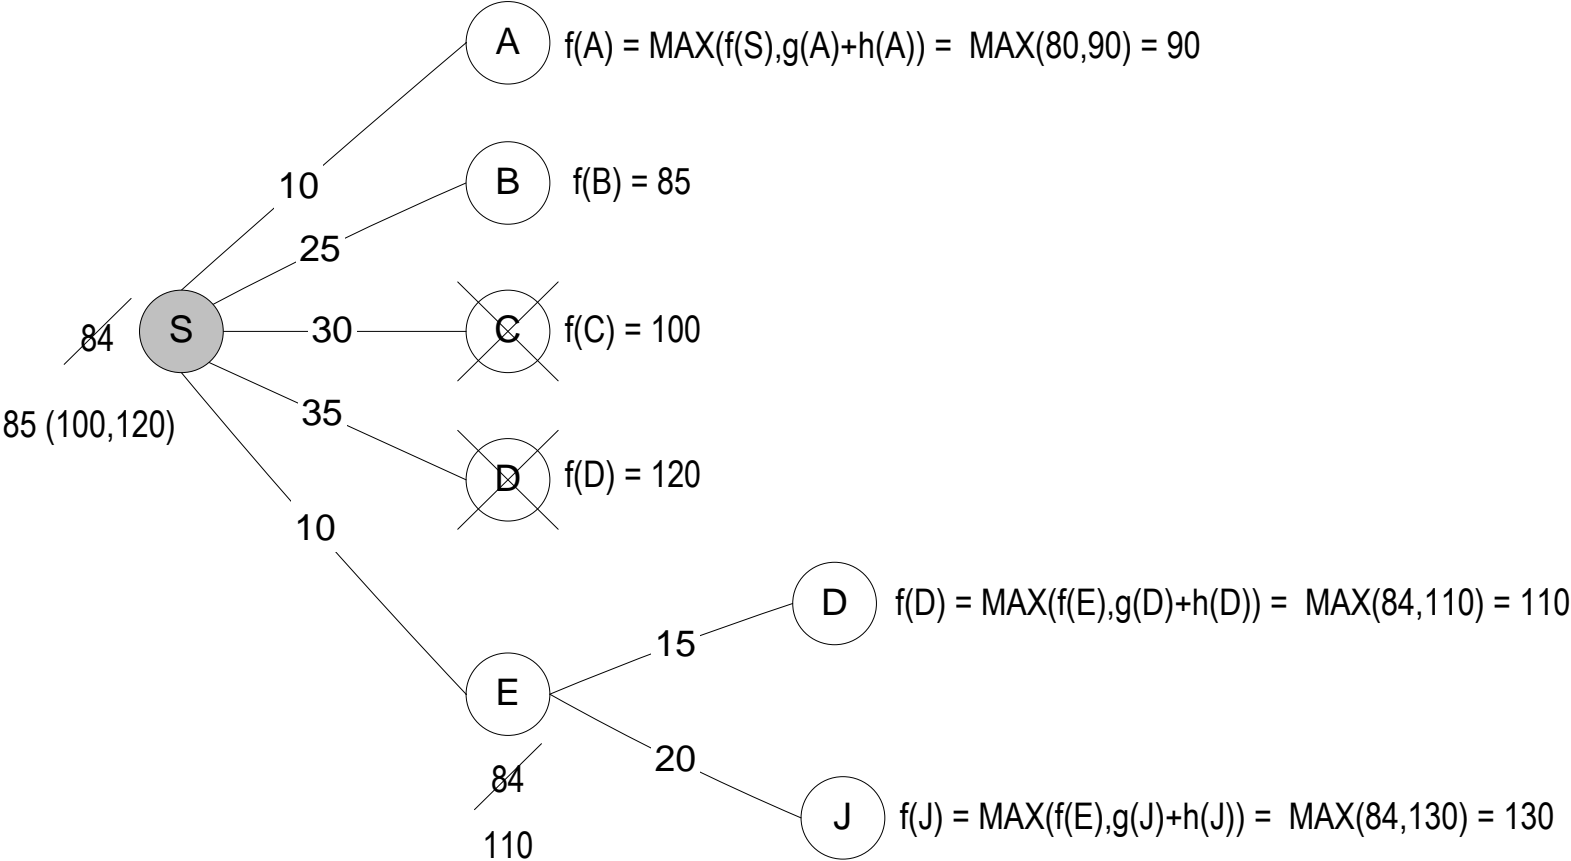 A
f(A) = MAX(f(S),g(A)+h(A)) = MAX(80,90) = 90
10
B
f(B) = 85
25
84
S
30
C
f(C) = 100
85 (100,120)
35
D
f(D) = 120
10
D
f(D) = MAX(f(E),g(D)+h(D)) = MAX(84,110) = 110
15
E
20
84
110
J
f(J) = MAX(f(E),g(J)+h(J)) = MAX(84,130) = 130